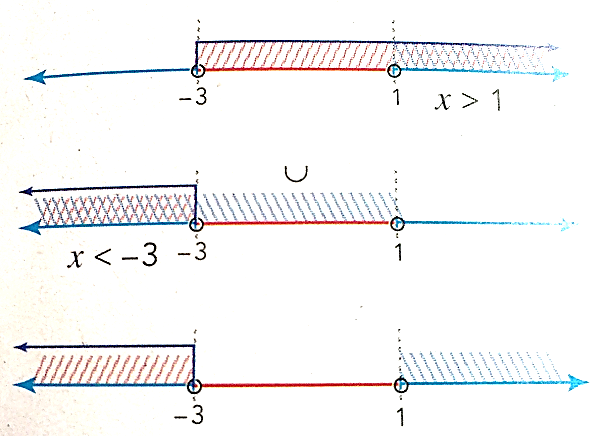 -3 1 x > 1
∪
x < -3 -3 1
-3 1